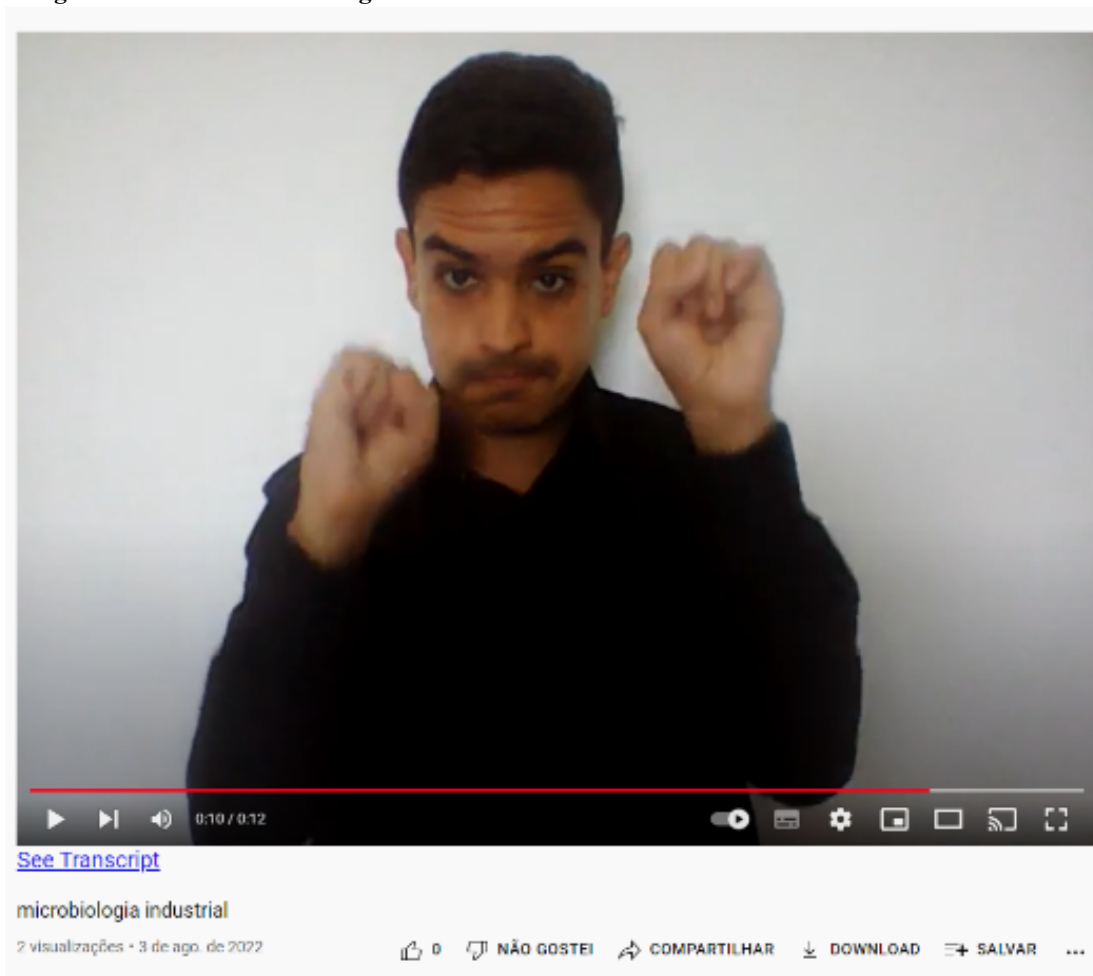 0:10 / 0:12
See Transcript
microbiologia industrial
2 visualizações • 3 de ago. de 2022 0 NÃO GOSTEI COMPARTILHAR DOWNLOAD SALVAR ...